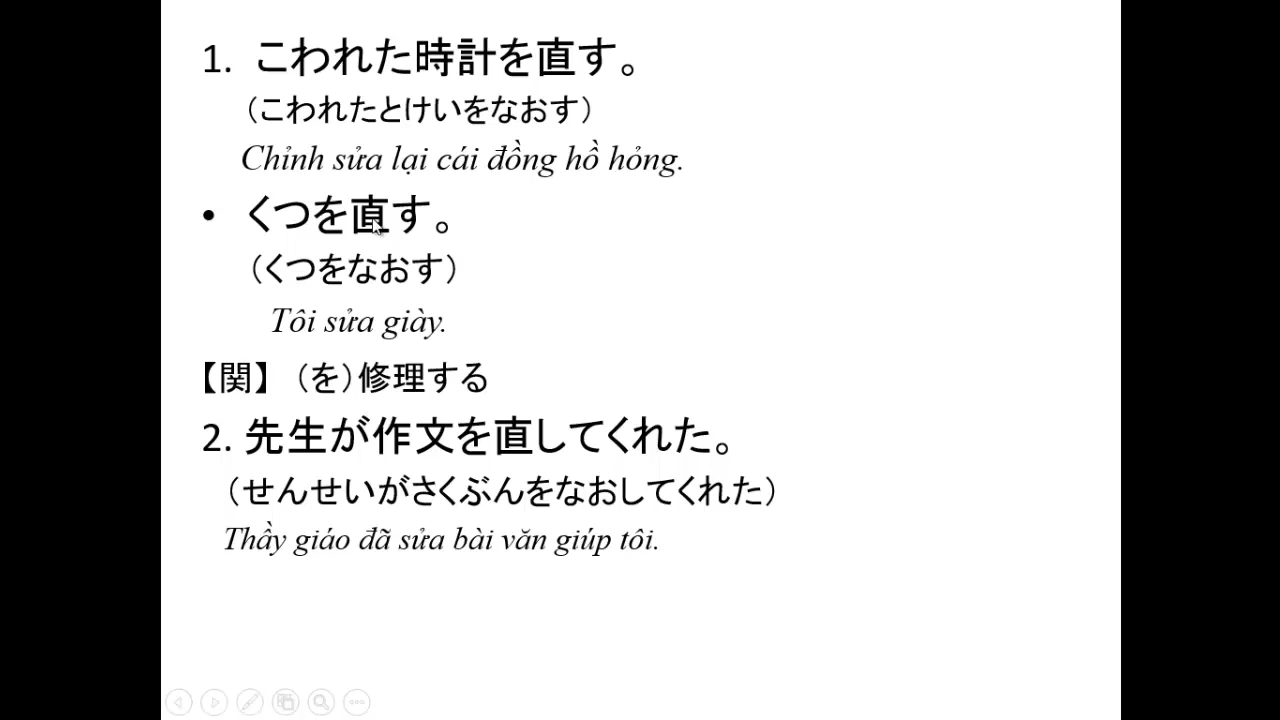 1. こわれた時計を直す。
（こわれたとけいをなおす）
Chỉnh sửa lại cái đồng hồ hỏng.
• くつを直す。
（くつをなおす）
Tôi sửa giày.
【関】 （を）修理する
2. 先生が作文を直してくれた。
（せんせいがさくぶんをなおしてくれた）
Thầy giáo đã sửa bài văn giúp tôi.